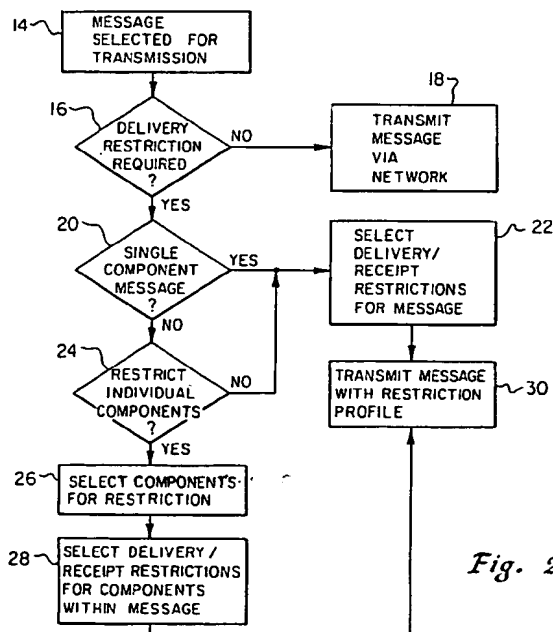 14
MESSAGE
SELECTED FOR
TRANSMISSION
16
DELIVERY
RESTRICTION
REQUIRED
?
NO
YES
18
TRANSMIT
MESSAGE
VIA
NETWORK
20
SINGLE
COMPONENT
MESSAGE
?
YES
NO
22
SELECT
DELIVERY/
RECEIPT
RESTRICTIONS
FOR MESSAGE
24
RESTRICT
INDIVIDUAL
COMPONENTS
?
NO
YES
TRANSMIT MESSAGE
WITH RESTRICTION
PROFILE
30
26
SELECT COMPONENTS
FOR RESTRICTION
28
SELECT DELIVERY/
RECEIPT RESTRICTIONS
FOR COMPONENTS
WITHIN MESSAGE
Fig. 2